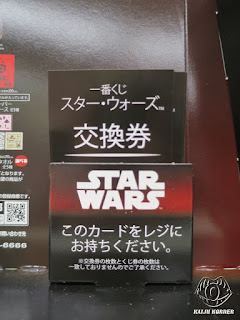 一番くじ
スター・ウォーズ™
交換券
STAR
WARS
このカードをレジに
お持ちください。
※交換券の枚数とくじ券の枚数は
一致しておりませんのでご了承ください。
-6666
KAIJU KORNER